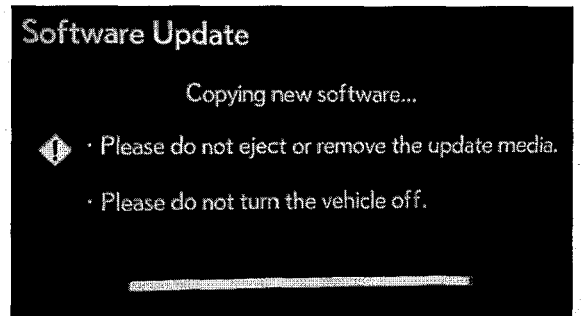 Software Update
Copying new software...
· Please do not eject or remove the update media.
· Please do not turn the vehicle off.